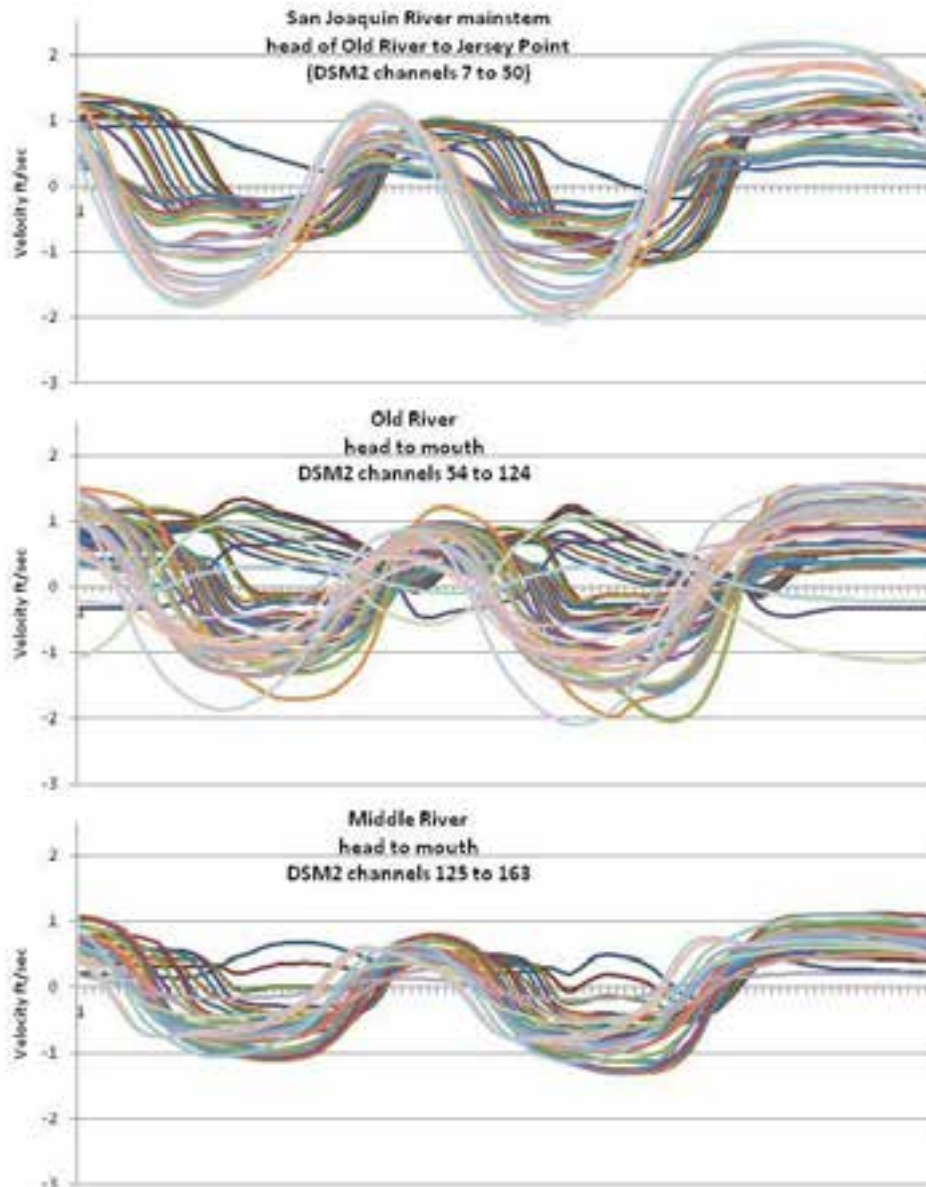 San Joaquin River mainstem
head of Old River to Jersey Point
(DSM2 channels 7 to 50)
Velocity ft/sec
2
1
0
-1
-2
-3
1
Old River
head to mouth
DSM2 channels 54 to 124
Velocity ft/sec
2
1
0
-1
-2
-3
1
Middle River
head to mouth
DSM2 channels 125 to 163
Velocity ft/sec
2
1
0
-1
-2
-3
1